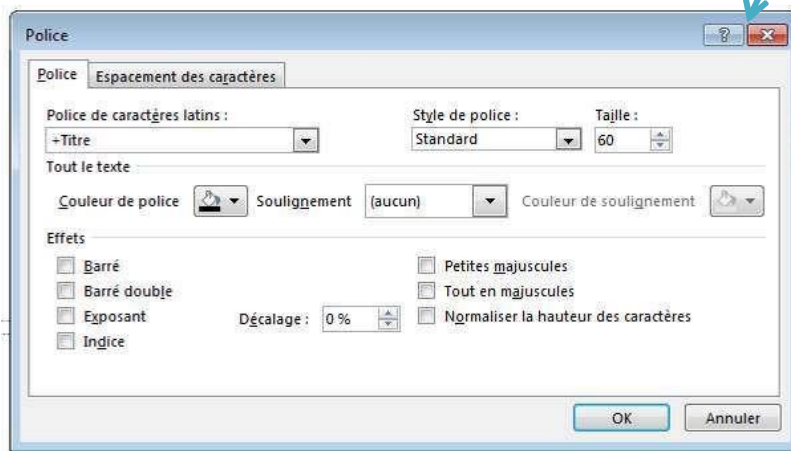 Police
Police Espacement des caractères
Police de caractères latins : Style de police : Taille :
+Titre Standard 60
Tout le texte
Couleur de police Soulignement (aucun) Couleur de soulignement
Effets
Barré Petites majuscules
Barré double Tout en majuscules
Exposant Décalage : 0 % Normaliser la hauteur des caractères
Indice
OK Annuler